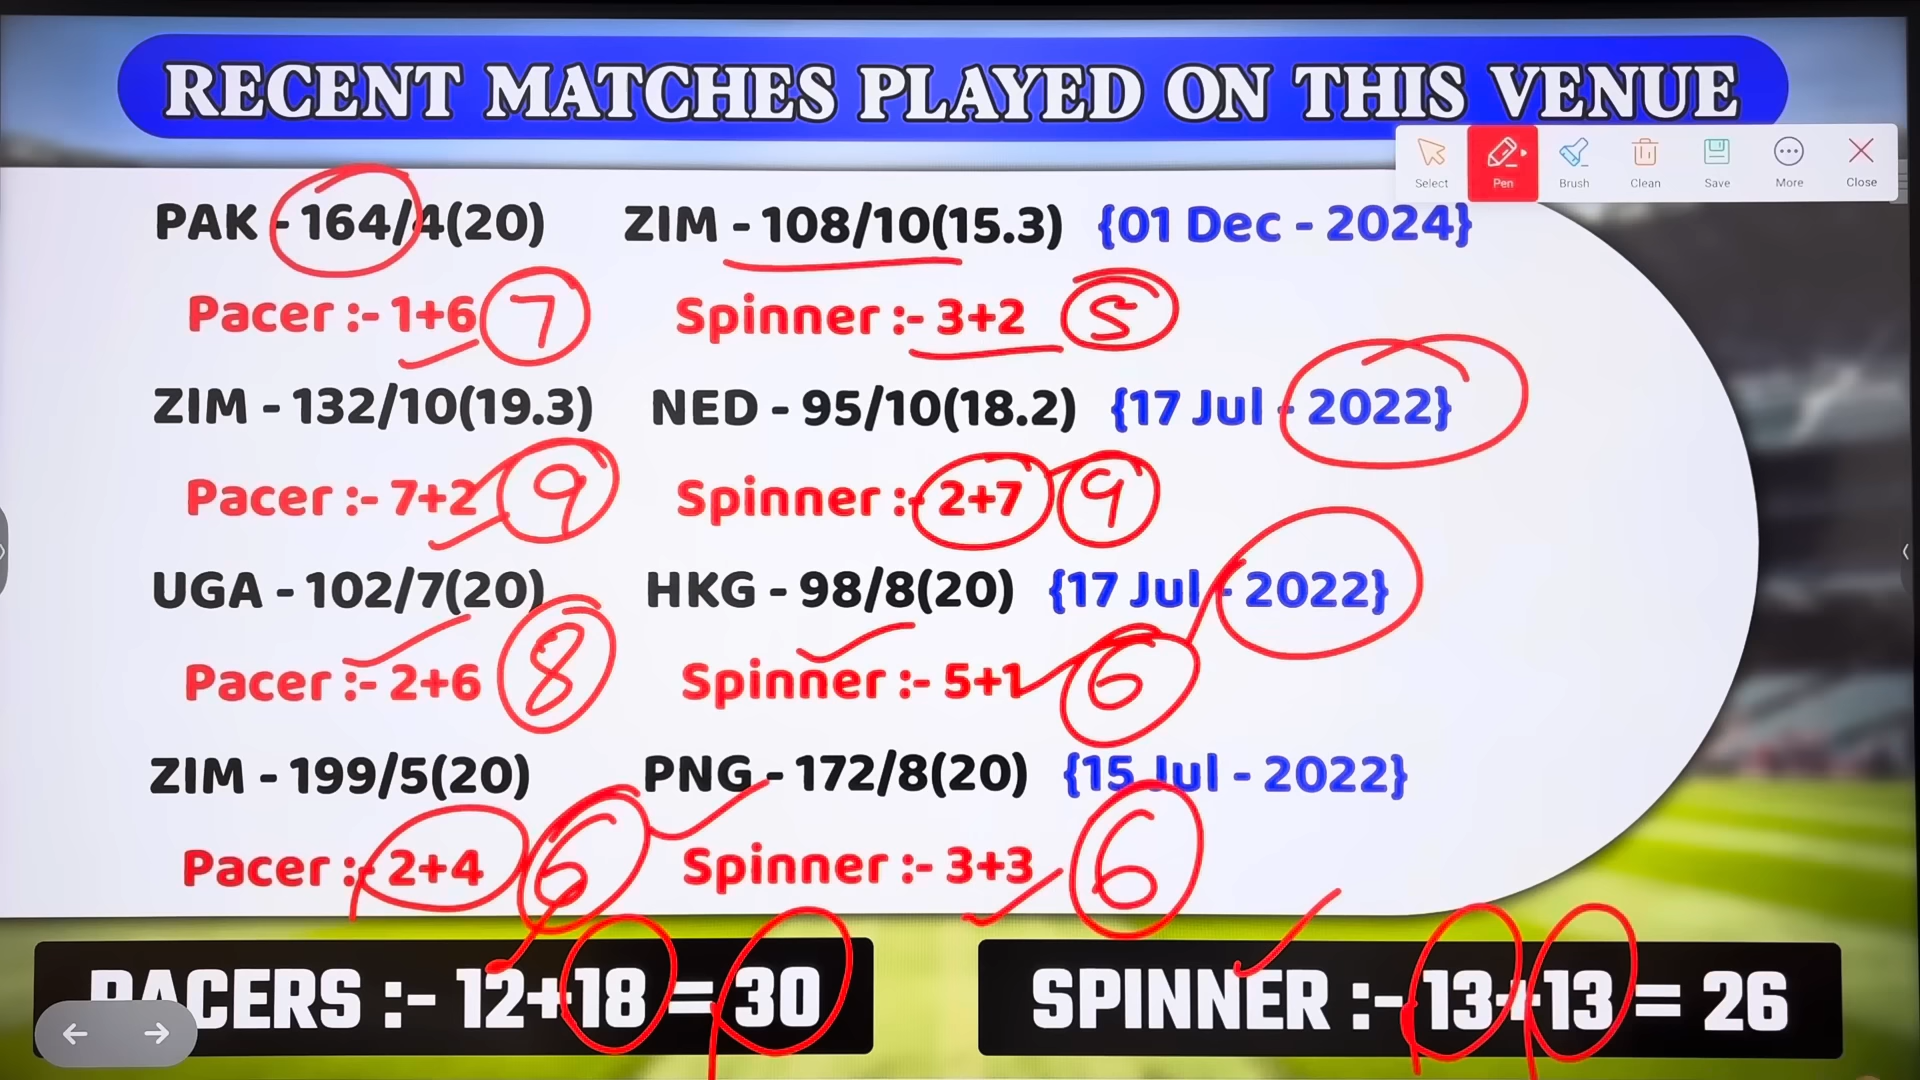 RECENT MATCHES PLAYED ON THIS VENUE
Select Pen Brush Clean Save More Close
PAK - 164/4(20) ZIM - 108/10(15.3) {01 Dec - 2024}
Pacer :- 1+6 7 Spinner :- 3+2 5
ZIM - 132/10(19.3) NED - 95/10(18.2) {17 Jul - 2022}
Pacer :- 7+2 9 Spinner :- 2+7 9
UGA - 102/7(20) HKG - 98/8(20) {17 Jul - 2022}
Pacer :- 2+6 8 Spinner :- 5+1 6
ZIM - 199/5(20) PNG - 172/8(20) {15 Jul - 2022}
Pacer :- 2+4 6 Spinner :- 3+3 6
PACERS :- 12+18 = 30 SPINNER :- 13+13 = 26